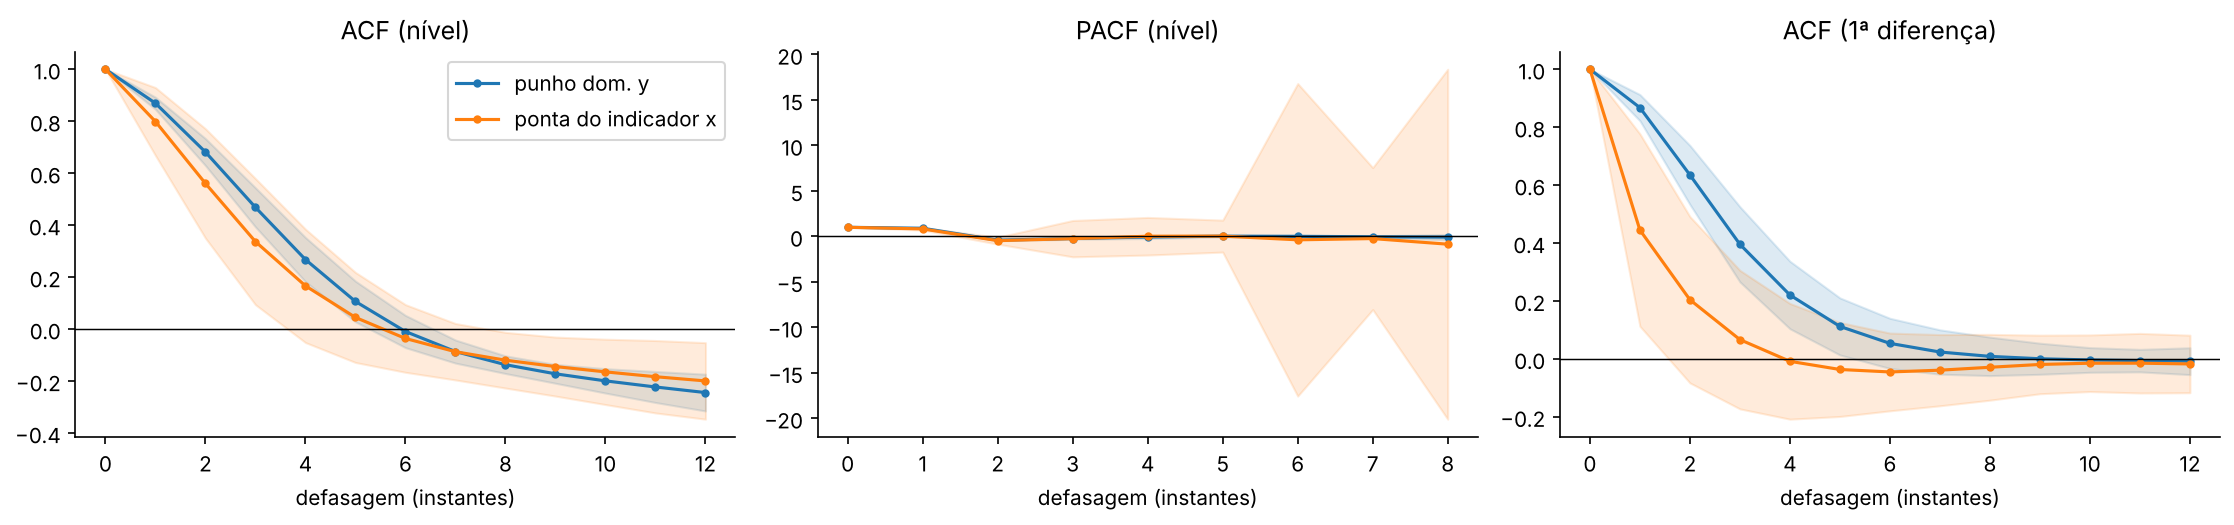 ACF (nível)
1.0
0.8
0.6
0.4
0.2
0.0
−0.2
−0.4
0 2 4 6 8 10 12
defasagem (instantes)
punho dom. y
ponta do indicador x
PACF (nível)
20
15
10
5
0
−5
−10
−15
−20
0 1 2 3 4 5 6 7 8
defasagem (instantes)
ACF (1ª diferença)
1.0
0.8
0.6
0.4
0.2
0.0
−0.2
0 2 4 6 8 10 12
defasagem (instantes)